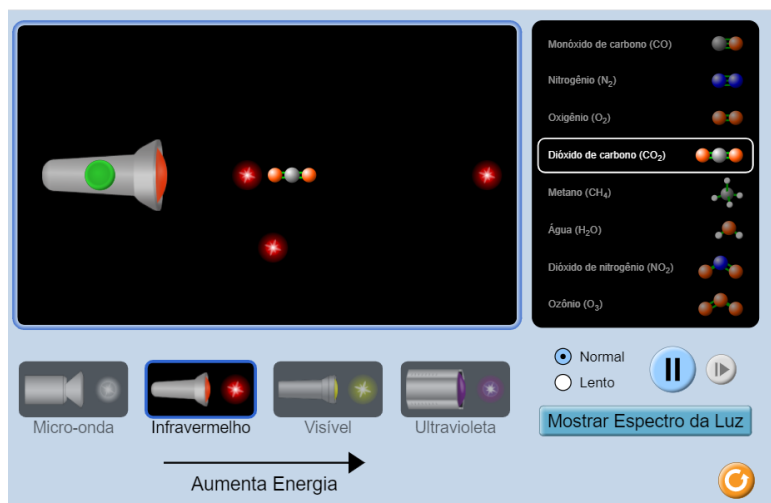 Monóxido de carbono (CO)
Nitrogênio (N₂)
Oxigênio (O₂)
Dióxido de carbono (CO₂)
Metano (CH₄)
Água (H₂O)
Dióxido de nitrogênio (NO₂)
Ozônio (O₃)
Normal
Lento
Mostrar Espectro da Luz
Micro-onda
Infravermelho
Visível
Ultravioleta
Aumenta Energia